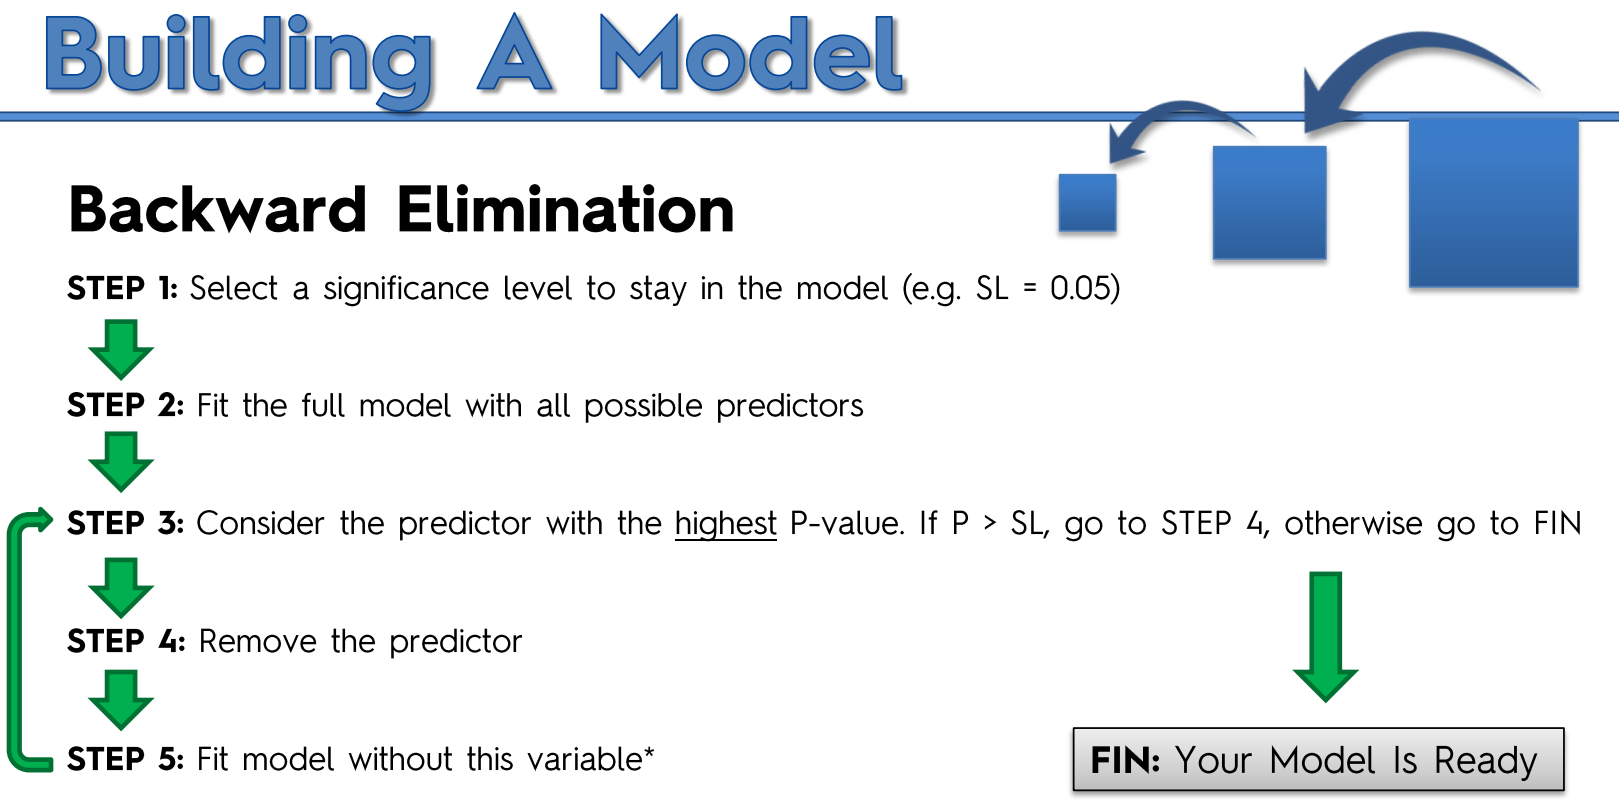 Building A Model
Backward Elimination
STEP 1: Select a significance level to stay in the model (e.g. SL = 0.05)
STEP 2: Fit the full model with all possible predictors
STEP 3: Consider the predictor with the highest P-value. If P > SL, go to STEP 4, otherwise go to FIN
STEP 4: Remove the predictor
STEP 5: Fit model without this variable*
FIN: Your Model Is Ready